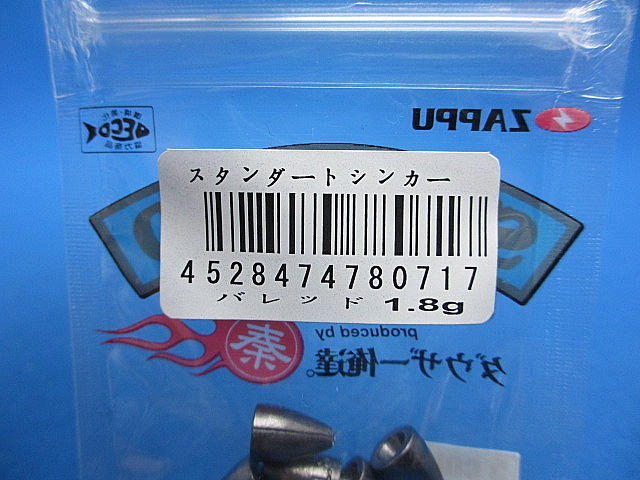 ZAPPU
スタンダートシンカー
4528474780717
バレッド 1.8g
produced by
秦
ダウザー俺達。